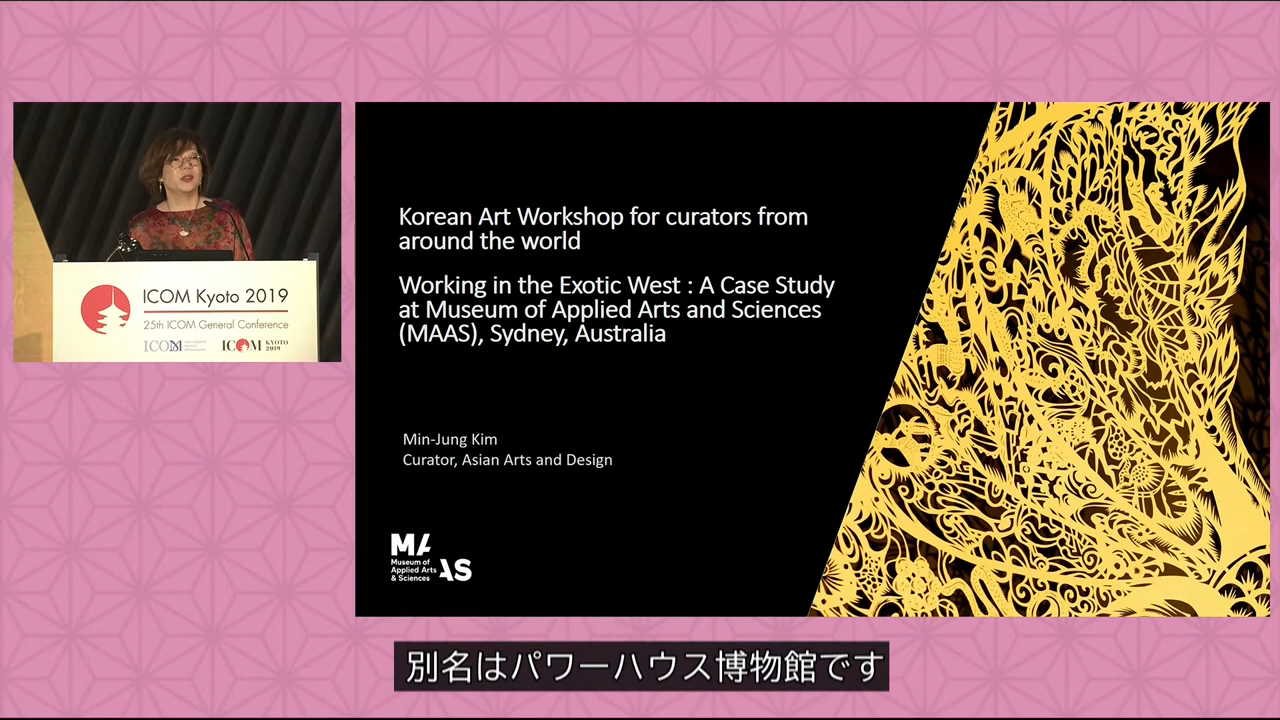 ICOM Kyoto 2019
25th ICOM General Conference
ICOM
ICOM KYOTO 2019
Korean Art Workshop for curators from
around the world
Working in the Exotic West : A Case Study
at Museum of Applied Arts and Sciences
(MAAS), Sydney, Australia
Min-Jung Kim
Curator, Asian Arts and Design
MA
AS
Museum of
Applied Arts
& Sciences
別名はパワーハウス博物館です